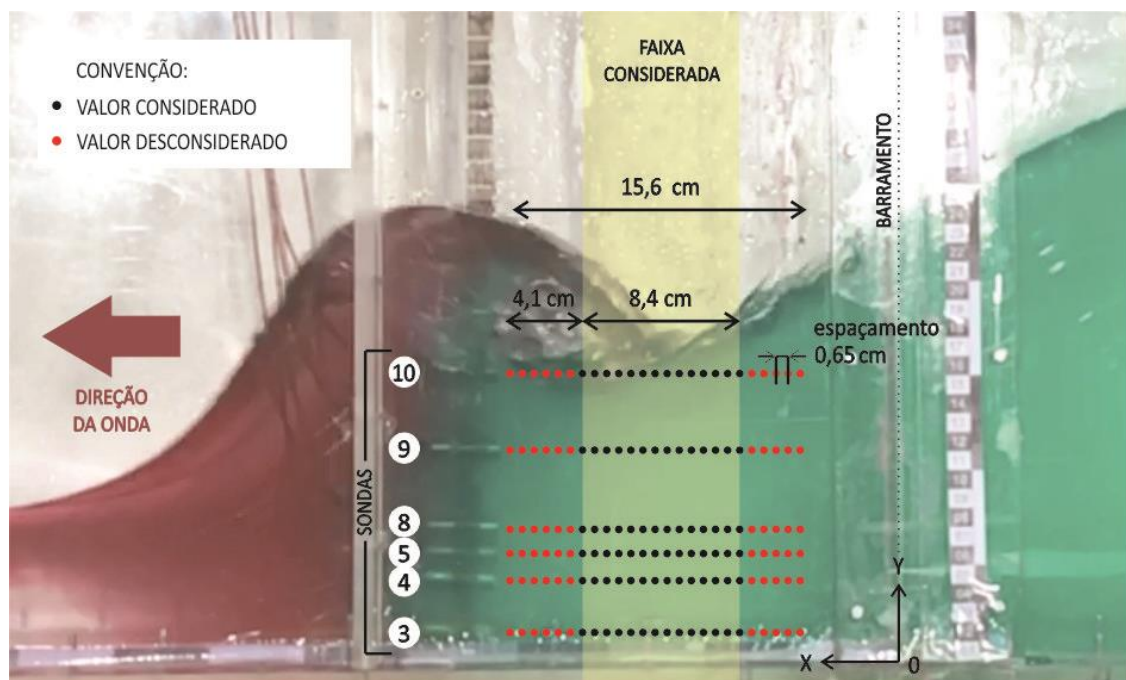 CONVENÇÃO:
VALOR CONSIDERADO
VALOR DESCONSIDERADO
FAIXA
CONSIDERADA
BARRAMENTO
15,6 cm
4,1 cm
8,4 cm
espaçamento
0,65 cm
DIREÇÃO
DA ONDA
SONDAS
10
9
8
5
4
3
Y
X
0